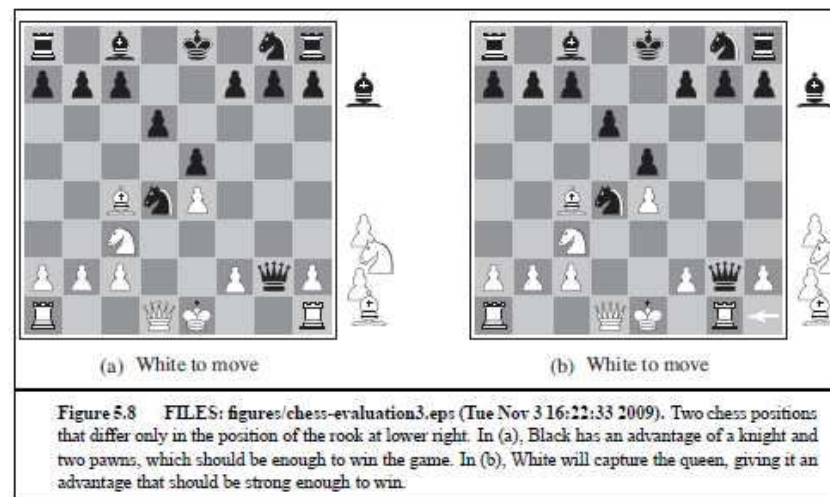 (a) White to move
(b) White to move
Figure 5.8 FILES: figures/chess-evaluation3.eps (Tue Nov 3 16:22:33 2009). Two chess positions
that differ only in the position of the rook at lower right. In (a), Black has an advantage of a knight and
two pawns, which should be enough to win the game. In (b), White will capture the queen, giving it an
advantage that should be strong enough to win.